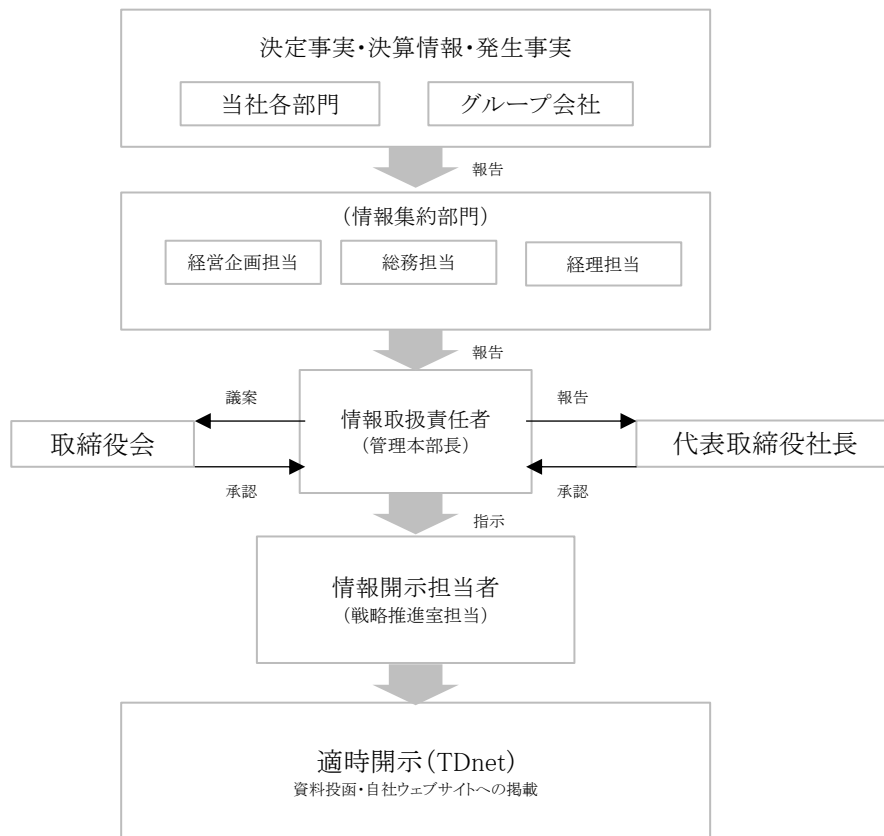 決定事実・決算情報・発生事実
当社各部門
グループ会社
報告
(情報集約部門)
経営企画担当
総務担当
経理担当
報告
議案
情報取扱責任者
(管理本部長)
報告
取締役会
代表取締役社長
承認
承認
指示
情報開示担当者
(戦略推進室担当)
適時開示(TDnet)
資料投函・自社ウェブサイトへの掲載